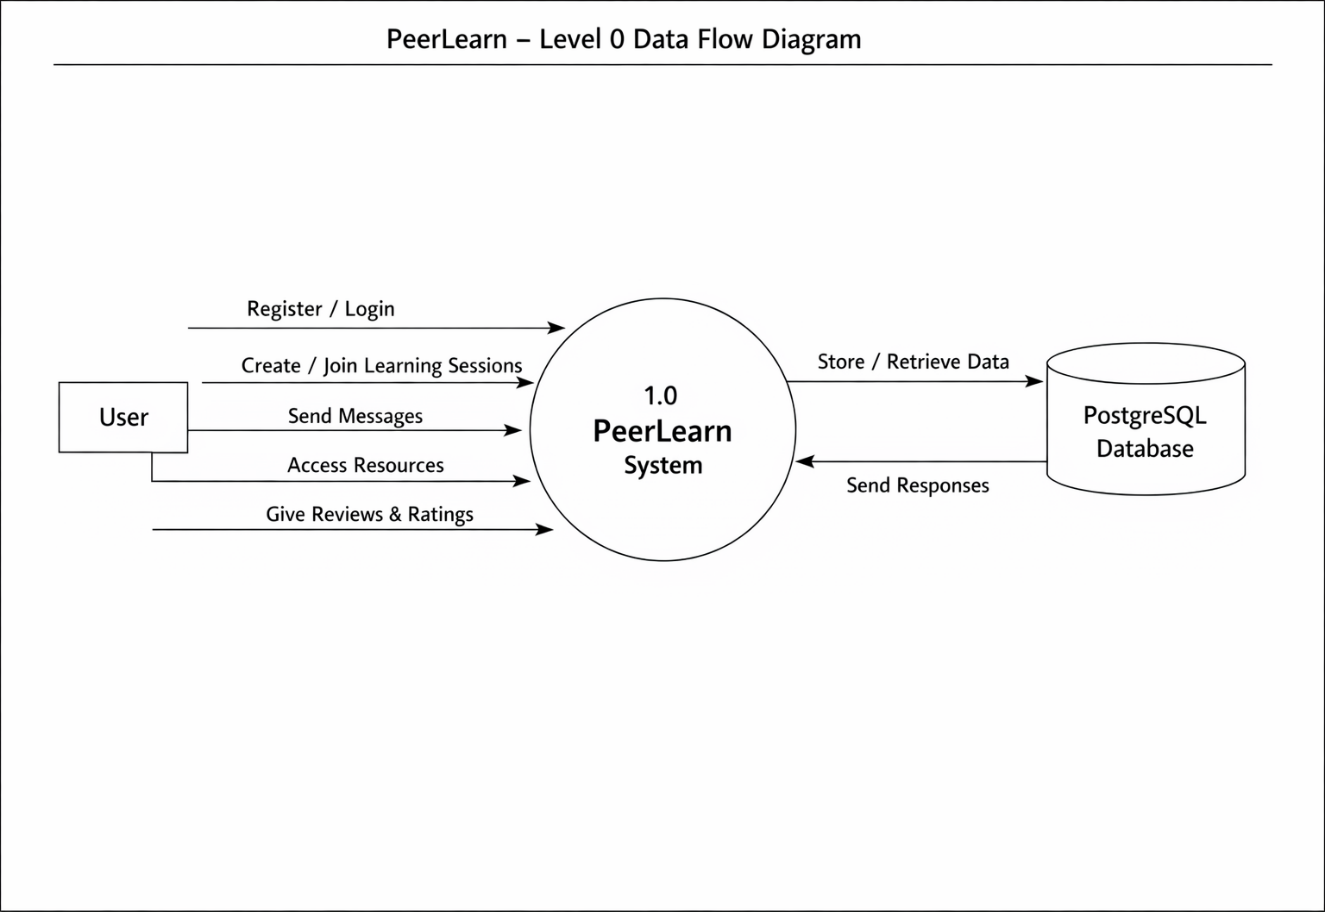 PeerLearn – Level 0 Data Flow Diagram
Register / Login
Create / Join Learning Sessions
User
Send Messages
Access Resources
Give Reviews & Ratings
1.0
PeerLearn
System
Store / Retrieve Data
Send Responses
PostgreSQL
Database